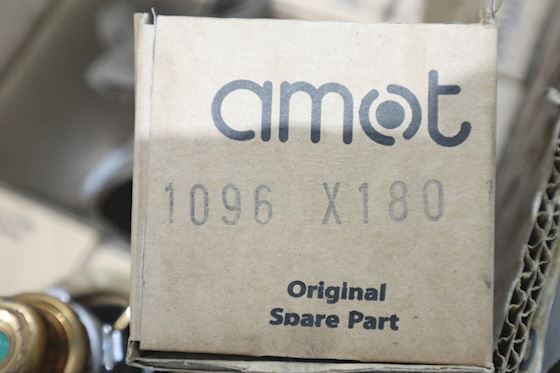 amot
1096 X180
Original
Spare Part